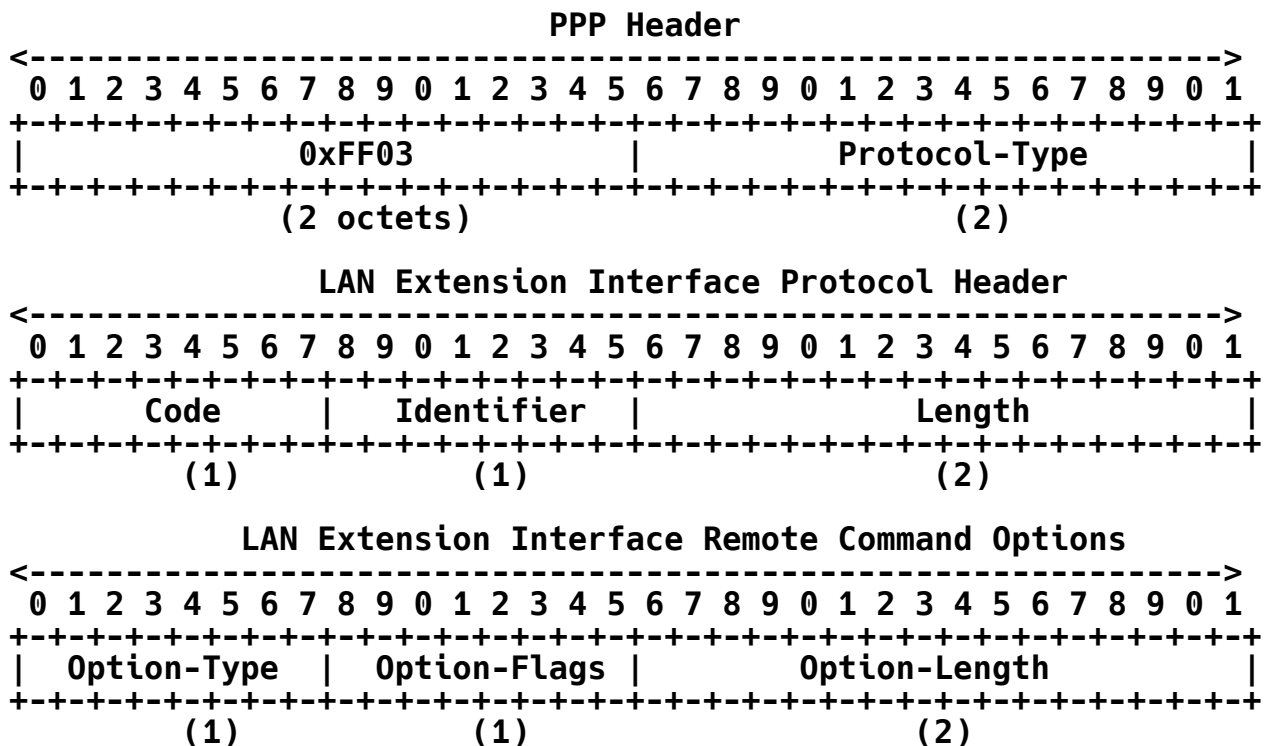 PPP Header
<-------------------------------------------------------------->
 0 1 2 3 4 5 6 7 8 9 0 1 2 3 4 5 6 7 8 9 0 1 2 3 4 5 6 7 8 9 0 1
+-+-+-+-+-+-+-+-+-+-+-+-+-+-+-+-+-+-+-+-+-+-+-+-+-+-+-+-+-+-+-+-+
|              0xFF03           |          Protocol-Type        |
+-+-+-+-+-+-+-+-+-+-+-+-+-+-+-+-+-+-+-+-+-+-+-+-+-+-+-+-+-+-+-+-+
              (2 octets)                         (2)
                LAN Extension Interface Protocol Header
<-------------------------------------------------------------->
 0 1 2 3 4 5 6 7 8 9 0 1 2 3 4 5 6 7 8 9 0 1 2 3 4 5 6 7 8 9 0 1
+-+-+-+-+-+-+-+-+-+-+-+-+-+-+-+-+-+-+-+-+-+-+-+-+-+-+-+-+-+-+-+-+
|      Code     |   Identifier  |              Length           |
+-+-+-+-+-+-+-+-+-+-+-+-+-+-+-+-+-+-+-+-+-+-+-+-+-+-+-+-+-+-+-+-+
         (1)            (1)                     (2)
            LAN Extension Interface Remote Command Options
<-------------------------------------------------------------->
 0 1 2 3 4 5 6 7 8 9 0 1 2 3 4 5 6 7 8 9 0 1 2 3 4 5 6 7 8 9 0 1
+-+-+-+-+-+-+-+-+-+-+-+-+-+-+-+-+-+-+-+-+-+-+-+-+-+-+-+-+-+-+-+-+
|  Option-Type  |  Option-Flags |        Option-Length          |
+-+-+-+-+-+-+-+-+-+-+-+-+-+-+-+-+-+-+-+-+-+-+-+-+-+-+-+-+-+-+-+-+
         (1)            (1)                    (2)